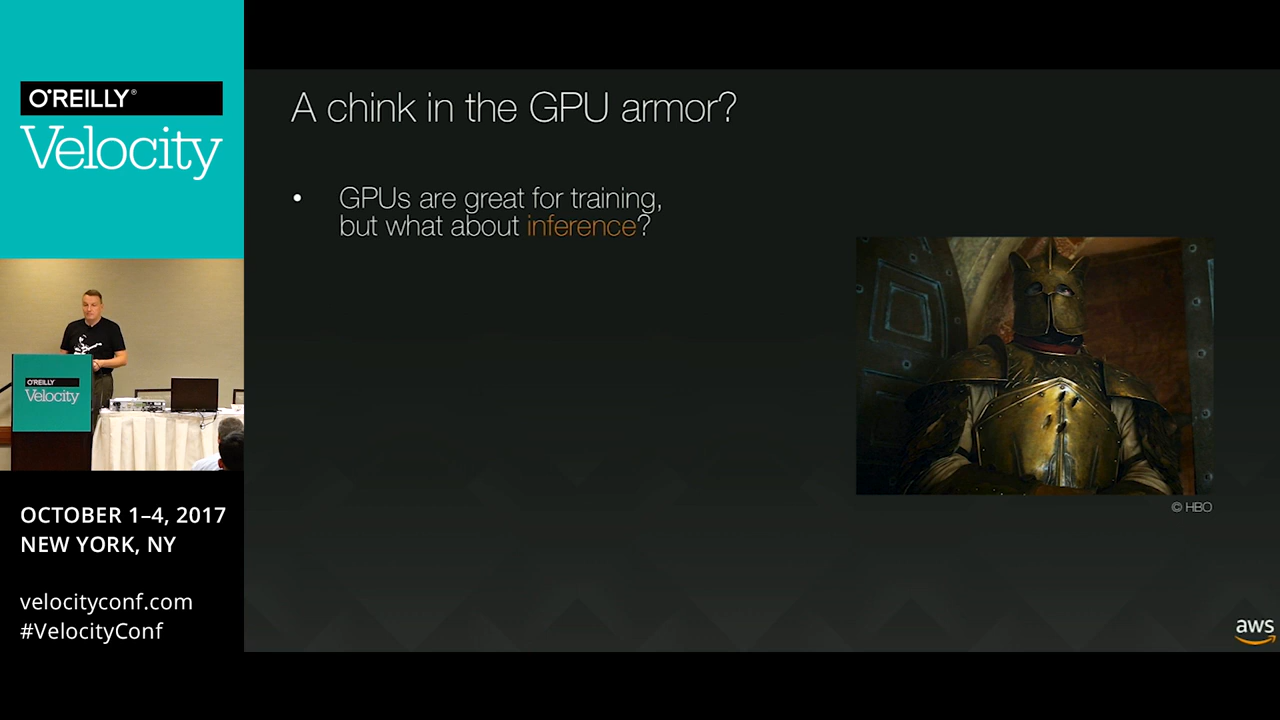 O'REILLY®
Velocity
A chink in the GPU armor?
• GPUs are great for training,
but what about inference?
© HBO
O'REILLY
Velocity
OCTOBER 1–4, 2017
NEW YORK, NY
velocityconf.com
#VelocityConf
aws